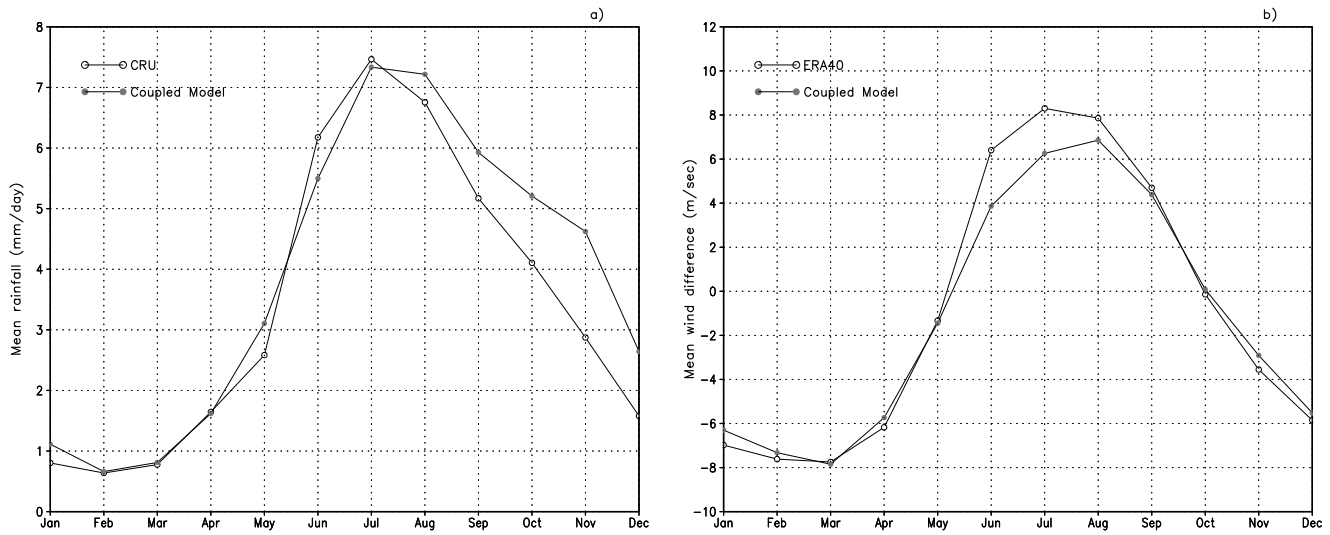 a)
8
7
6
5
4
3
2
1
0
Mean rainfall (mm/day)
CRU
Coupled Model
Jan Feb Mar Apr May Jun Jul Aug Sep Oct Nov Dec
b)
12
10
8
6
4
2
0
−2
−4
−6
−8
−10
Mean wind difference (m/sec)
ERA40
Coupled Model
Jan Feb Mar Apr May Jun Jul Aug Sep Oct Nov Dec